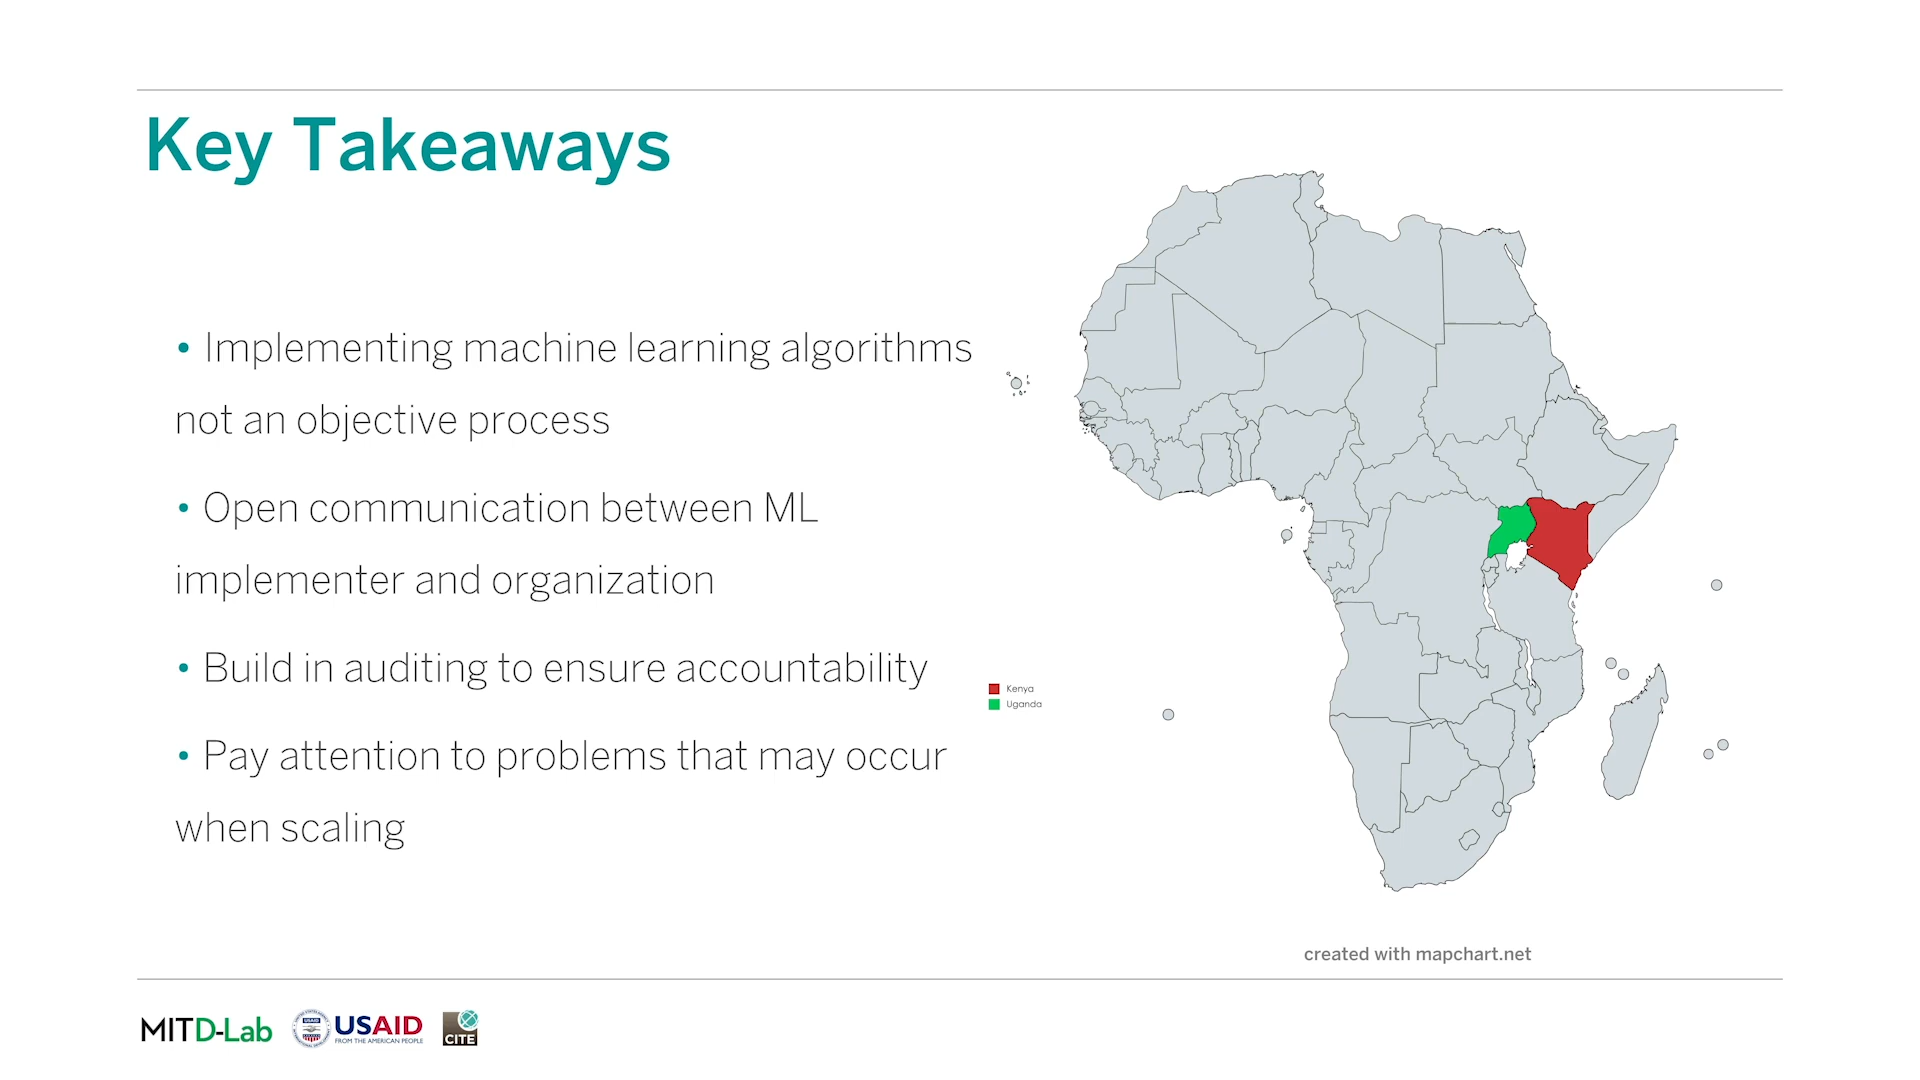 Key Takeaways
• Implementing machine learning algorithms
not an objective process
• Open communication between ML
implementer and organization
• Build in auditing to ensure accountability
• Pay attention to problems that may occur
when scaling
Kenya
Uganda
created with mapchart.net
MIT D-Lab
USAID
USAID
FROM THE AMERICAN PEOPLE
CITE